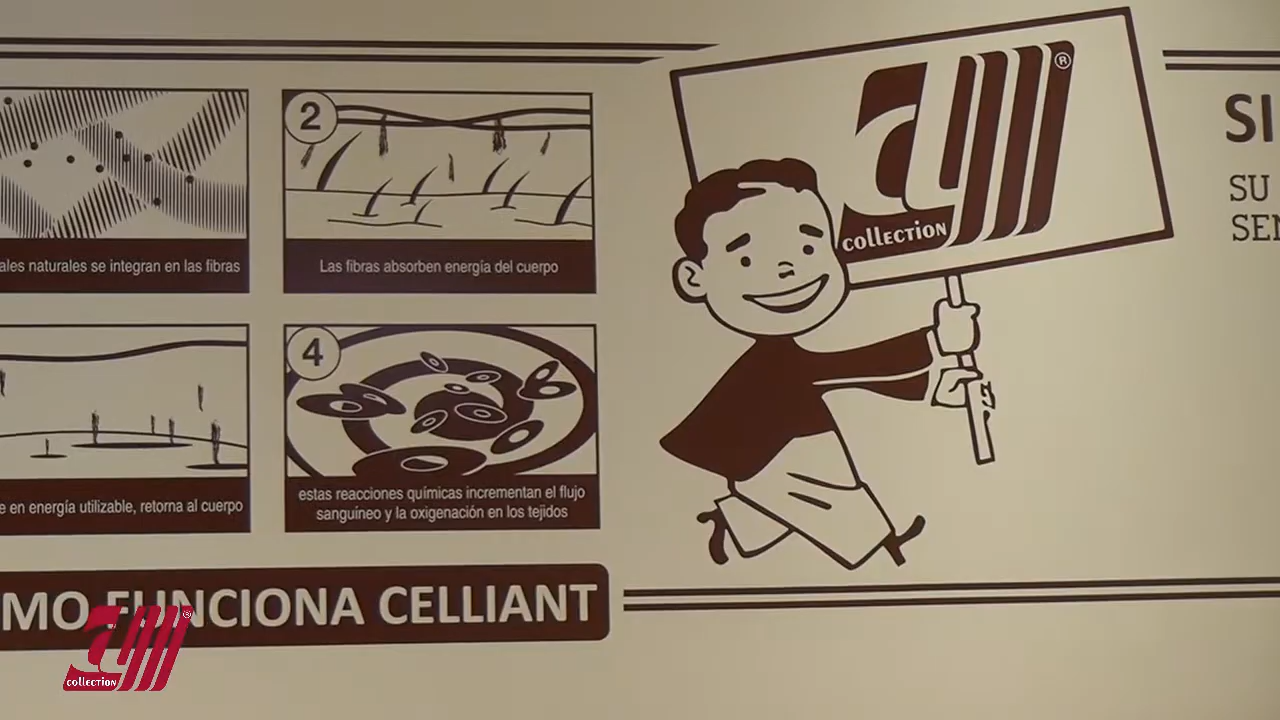 ales naturales se integran en las fibras
2
Las fibras absorben energía del cuerpo
e en energía utilizable, retorna al cuerpo
4
estas reacciones químicas incrementan el flujo
sanguíneo y la oxigenación en los tejidos
MO FUNCIONA CELLIANT
collection
®
SI
SU
SEN
collection
®